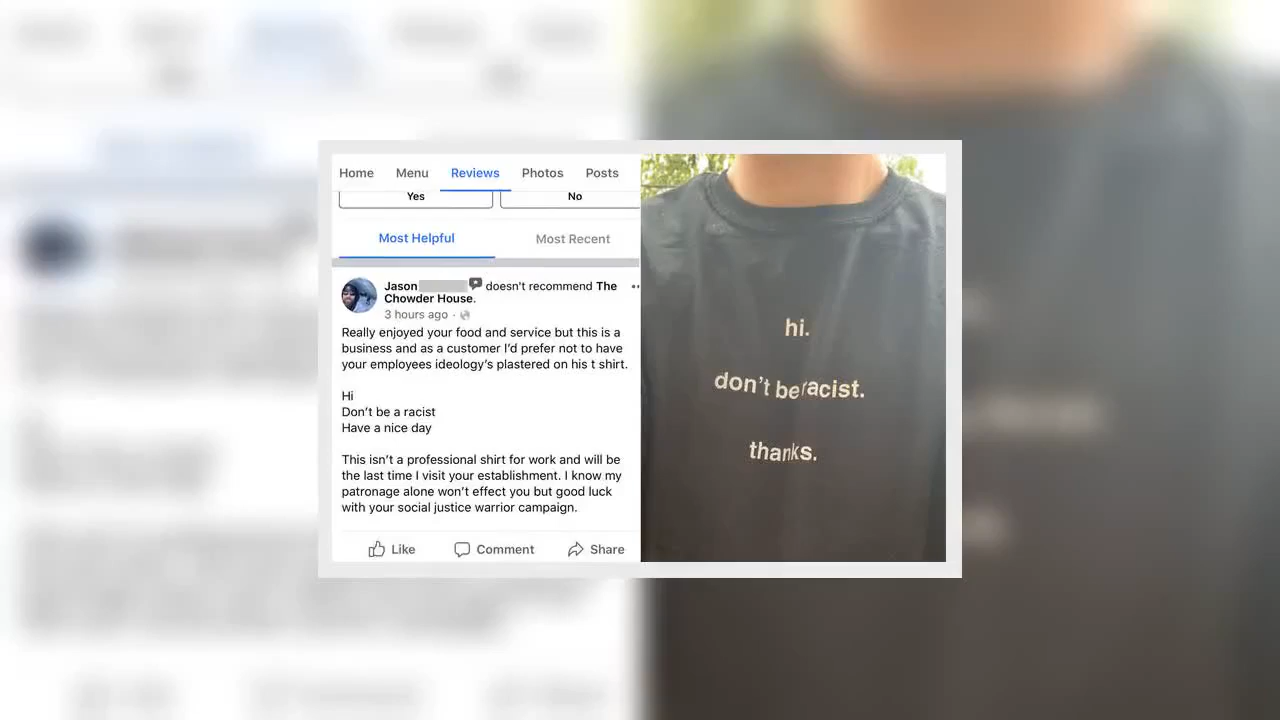 Home Menu Reviews Photos Posts
Yes No
Most Helpful Most Recent
Jason doesn't recommend The
Chowder House.
3 hours ago ·
Really enjoyed your food and service but this is a
business and as a customer I'd prefer not to have
your employees ideology's plastered on his t shirt.
Hi
Don't be a racist
Have a nice day
This isn't a professional shirt for work and will be
the last time I visit your establishment. I know my
patronage alone won't effect you but good luck
with your social justice warrior campaign.
Like Comment Share
hi.
don't be racist.
thanks.